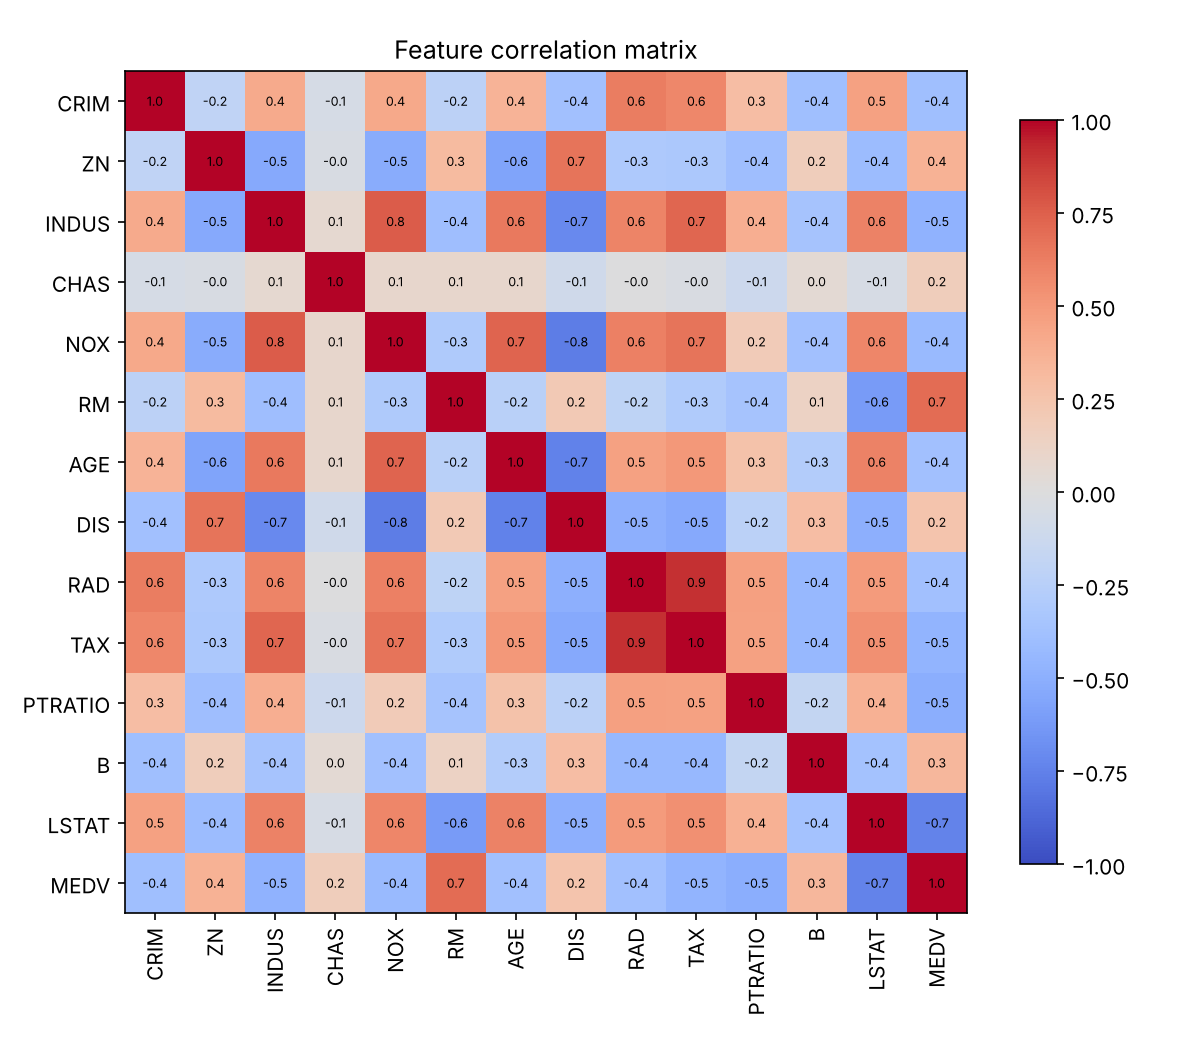 Feature correlation matrix
CRIM 1.0 -0.2 0.4 -0.1 0.4 -0.2 0.4 -0.4 0.6 0.6 0.3 -0.4 0.5 -0.4
ZN -0.2 1.0 -0.5 -0.0 -0.5 0.3 -0.6 0.7 -0.3 -0.3 -0.4 0.2 -0.4 0.4
INDUS 0.4 -0.5 1.0 0.1 0.8 -0.4 0.6 -0.7 0.6 0.7 0.4 -0.4 0.6 -0.5
CHAS -0.1 -0.0 0.1 1.0 0.1 0.1 0.1 -0.1 -0.0 -0.0 -0.1 0.0 -0.1 0.2
NOX 0.4 -0.5 0.8 0.1 1.0 -0.3 0.7 -0.8 0.6 0.7 0.2 -0.4 0.6 -0.4
RM -0.2 0.3 -0.4 0.1 -0.3 1.0 -0.2 0.2 -0.2 -0.3 -0.4 0.1 -0.6 0.7
AGE 0.4 -0.6 0.6 0.1 0.7 -0.2 1.0 -0.7 0.5 0.5 0.3 -0.3 0.6 -0.4
DIS -0.4 0.7 -0.7 -0.1 -0.8 0.2 -0.7 1.0 -0.5 -0.5 -0.2 0.3 -0.5 0.2
RAD 0.6 -0.3 0.6 -0.0 0.6 -0.2 0.5 -0.5 1.0 0.9 0.5 -0.4 0.5 -0.4
TAX 0.6 -0.3 0.7 -0.0 0.7 -0.3 0.5 -0.5 0.9 1.0 0.5 -0.4 0.5 -0.5
PTRATIO 0.3 -0.4 0.4 -0.1 0.2 -0.4 0.3 -0.2 0.5 0.5 1.0 -0.2 0.4 -0.5
B -0.4 0.2 -0.4 0.0 -0.4 0.1 -0.3 0.3 -0.4 -0.4 -0.2 1.0 -0.4 0.3
LSTAT 0.5 -0.4 0.6 -0.1 0.6 -0.6 0.6 -0.5 0.5 0.5 0.4 -0.4 1.0 -0.7
MEDV -0.4 0.4 -0.5 0.2 -0.4 0.7 -0.4 0.2 -0.4 -0.5 -0.5 0.3 -0.7 1.0
CRIM ZN INDUS CHAS NOX RM AGE DIS RAD TAX PTRATIO B LSTAT MEDV
1.00
0.75
0.50
0.25
0.00
−0.25
−0.50
−0.75
−1.00